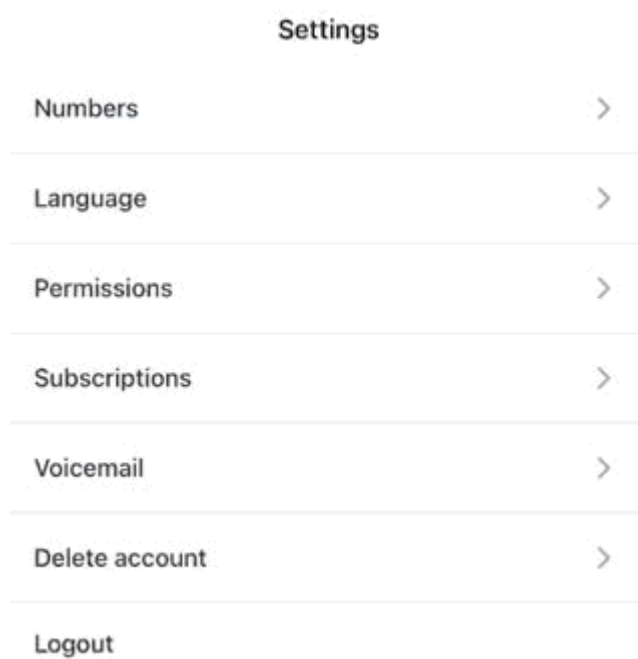 Settings
Numbers
Language
Permissions
Subscriptions
Voicemail
Delete account
Logout